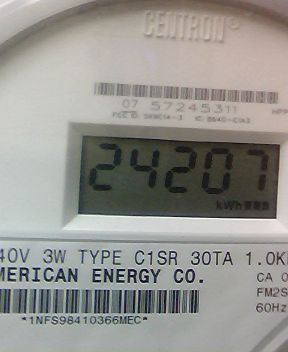 CENTRON®
07 57245311
24207
kWh
40V 3W TYPE C1SR 30TA 1.0K
MERICAN ENERGY CO.
CA 0
FM2S
60Hz
*1NFS98410366MEC*